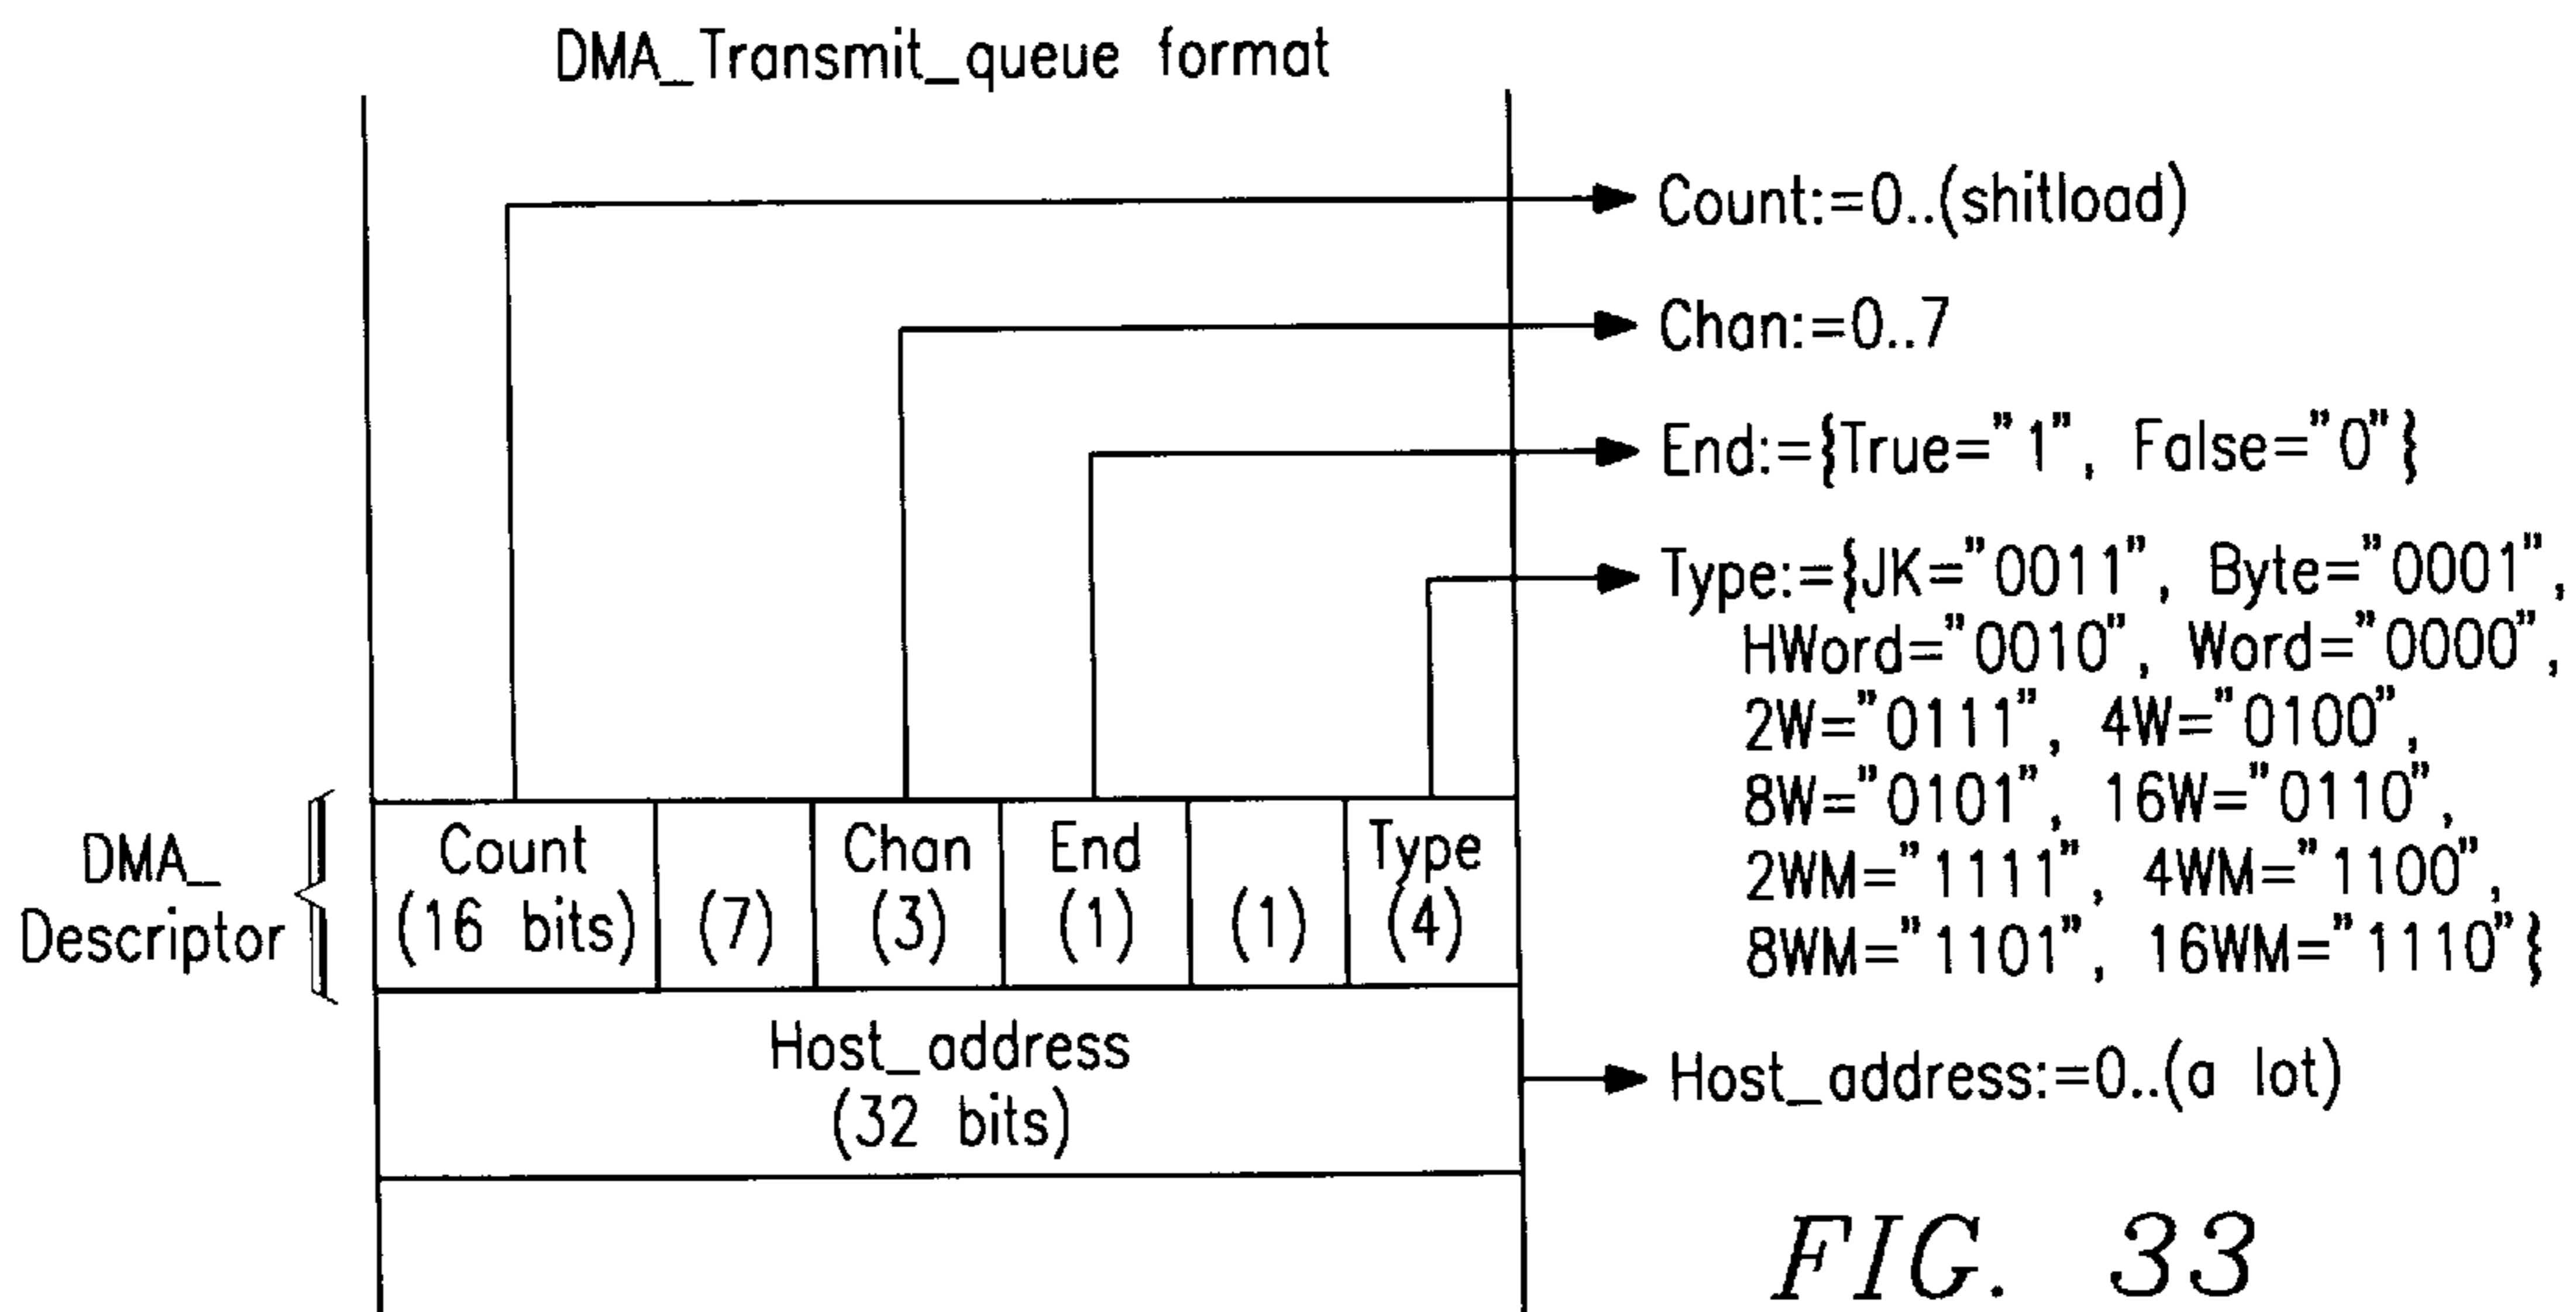 DMA_Transmit_queue format
Count:=0..(shitload)
Chan:=0..7
End:={True="1", False="0"}
Type:={JK="0011", Byte="0001",
HWord="0010", Word="0000",
2W="0111", 4W="0100",
8W="0101", 16W="0110",
2WM="1111", 4WM="1100",
8WM="1101", 16WM="1110"}
DMA_
Descriptor
Count
(16 bits)
(7)
Chan
(3)
End
(1)
(1)
Type
(4)
Host_address
(32 bits)
Host_address:=0..(a lot)
FIG. 33